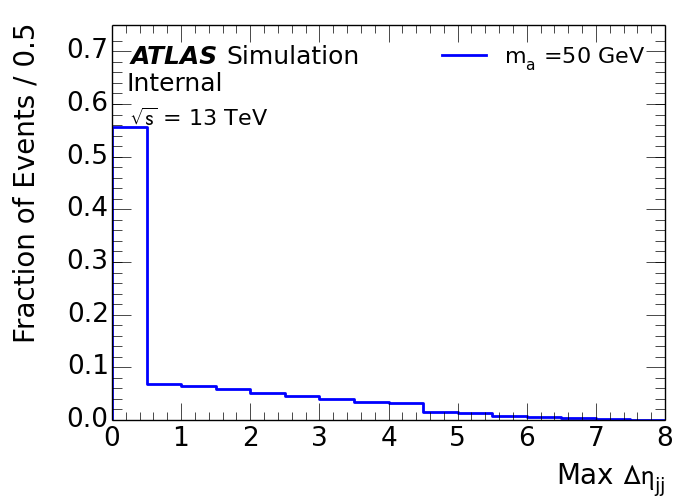 Fraction of Events / 0.5
0.7
0.6
0.5
0.4
0.3
0.2
0.1
0.0
ATLAS Simulation
Internal
√s = 13 TeV
mₐ =50 GeV
0 1 2 3 4 5 6 7 8
Max Δηjj